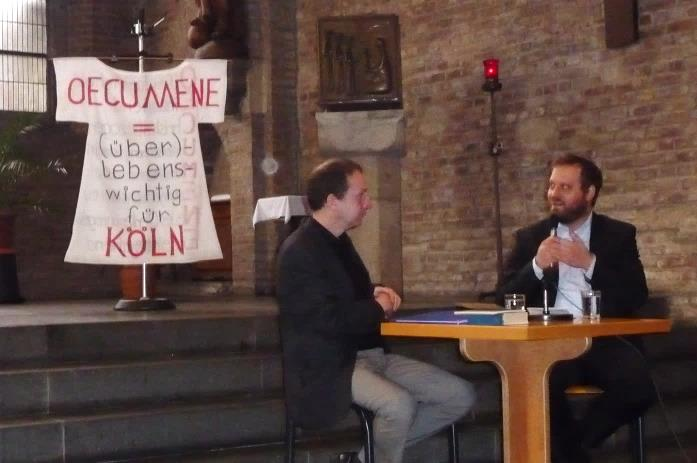 OECUMENE
=
(über)
lebens-
wichtig
für
KÖLN